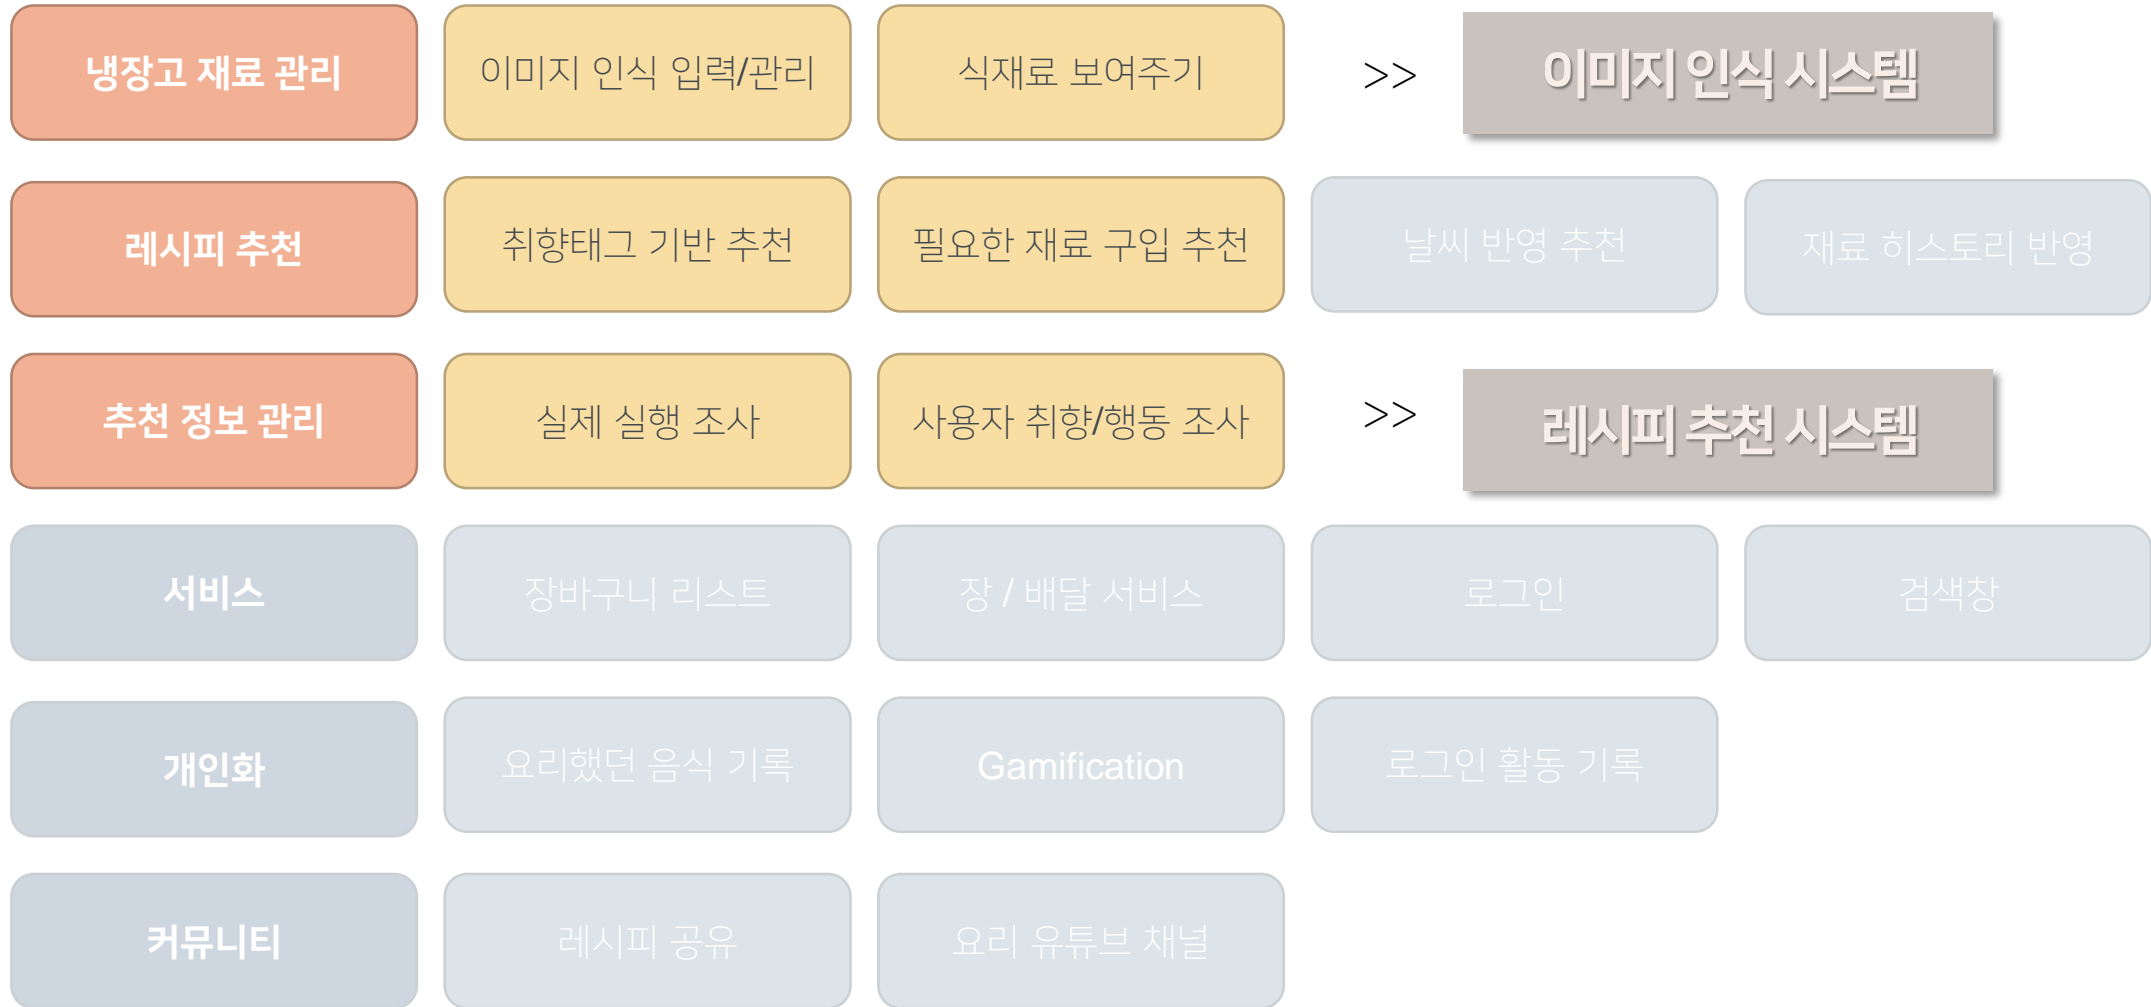 냉장고 재료 관리
이미지 인식 입력/관리
식재료 보여주기
>>
이미지 인식 시스템
레시피 추천
취향태그 기반 추천
필요한 재료 구입 추천
날씨 반영 추천
재료 히스토리 반영
추천 정보 관리
실제 실행 조사
사용자 취향/행동 조사
>>
레시피 추천 시스템
서비스
장바구니 리스트
장 / 배달 서비스
로그인
검색창
개인화
요리했던 음식 기록
Gamification
로그인 활동 기록
커뮤니티
레시피 공유
요리 유튜브 채널